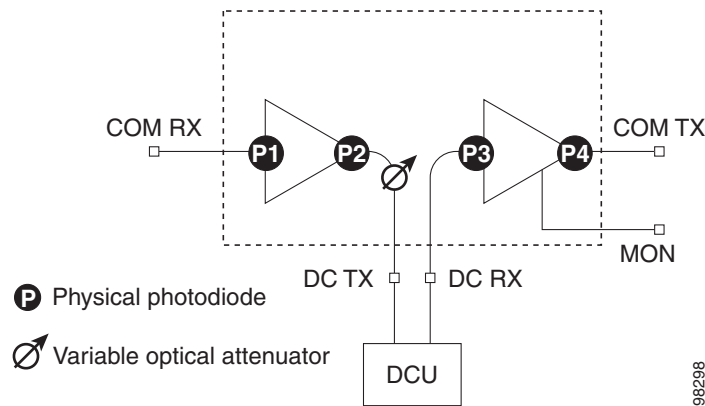 COM RX
P1
P2
P3
P4
COM TX
MON
DC TX
DC RX
P Physical photodiode
Variable optical attenuator
DCU
98298